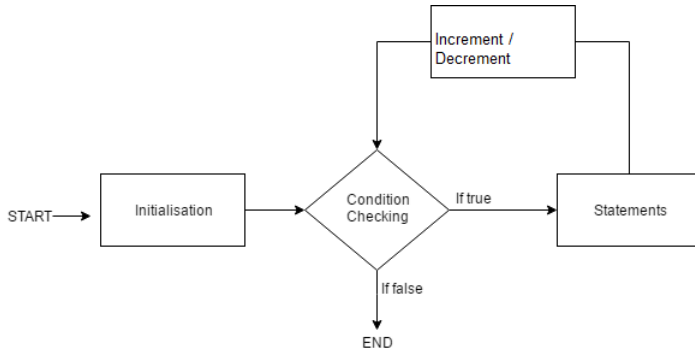 Increment /
Decrement
START
Initialisation
Condition
Checking
If true
Statements
If false
END